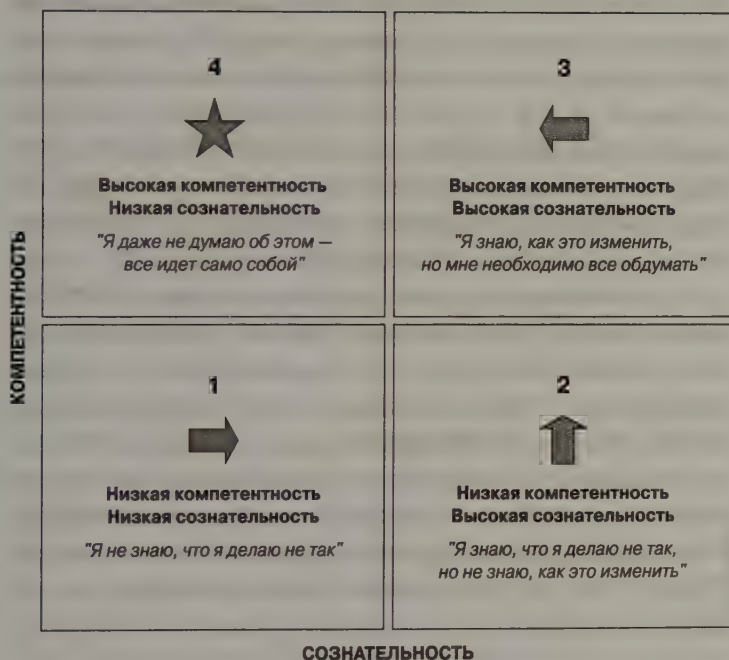 4
Высокая компетентность
Низкая сознательность
"Я даже не думаю об этом —
все идет само собой"
3
Высокая компетентность
Высокая сознательность
"Я знаю, как это изменить,
но мне необходимо все обдумать"
КОМПЕТЕНТНОСТЬ
1
Низкая компетентность
Низкая сознательность
"Я не знаю, что я делаю не так"
2
Низкая компетентность
Высокая сознательность
"Я знаю, что я делаю не так,
но не знаю, как это изменить"
СОЗНАТЕЛЬНОСТЬ